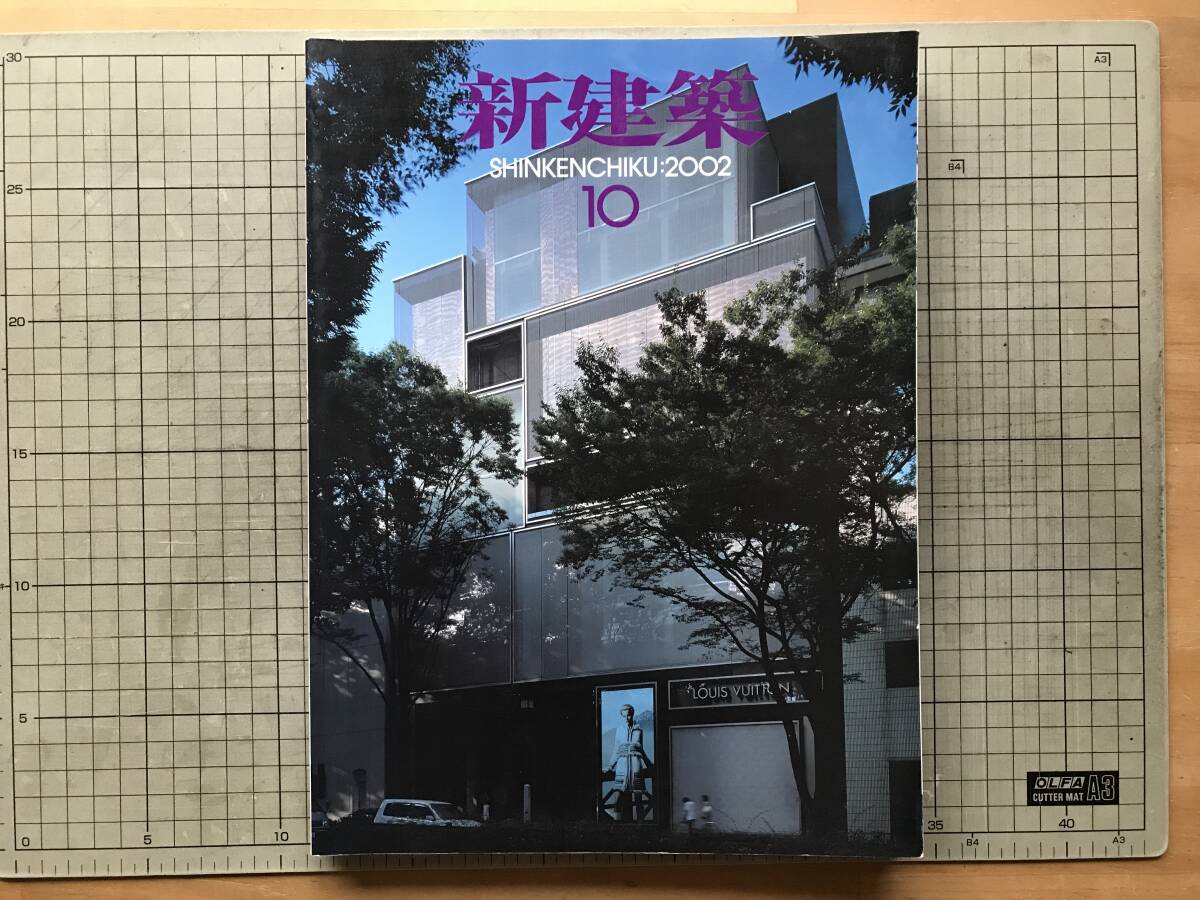 新建築
SHINKENCHIKU:2002
10
LOUIS VUITTON
30
25
20
15
10
5
0
5
10
35
40
A3
B4
B4
A3
OLFA
CUTTER MAT A3